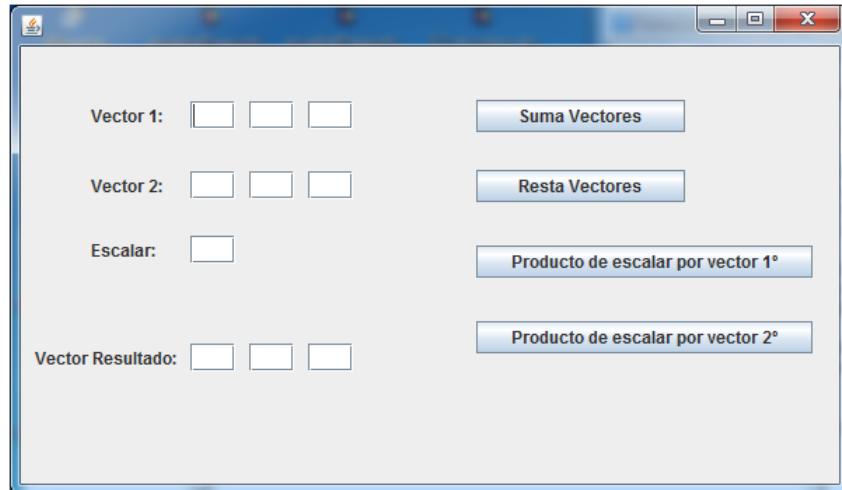 Vector 1:
Suma Vectores
Vector 2:
Resta Vectores
Escalar:
Producto de escalar por vector 1º
Producto de escalar por vector 2º
Vector Resultado: